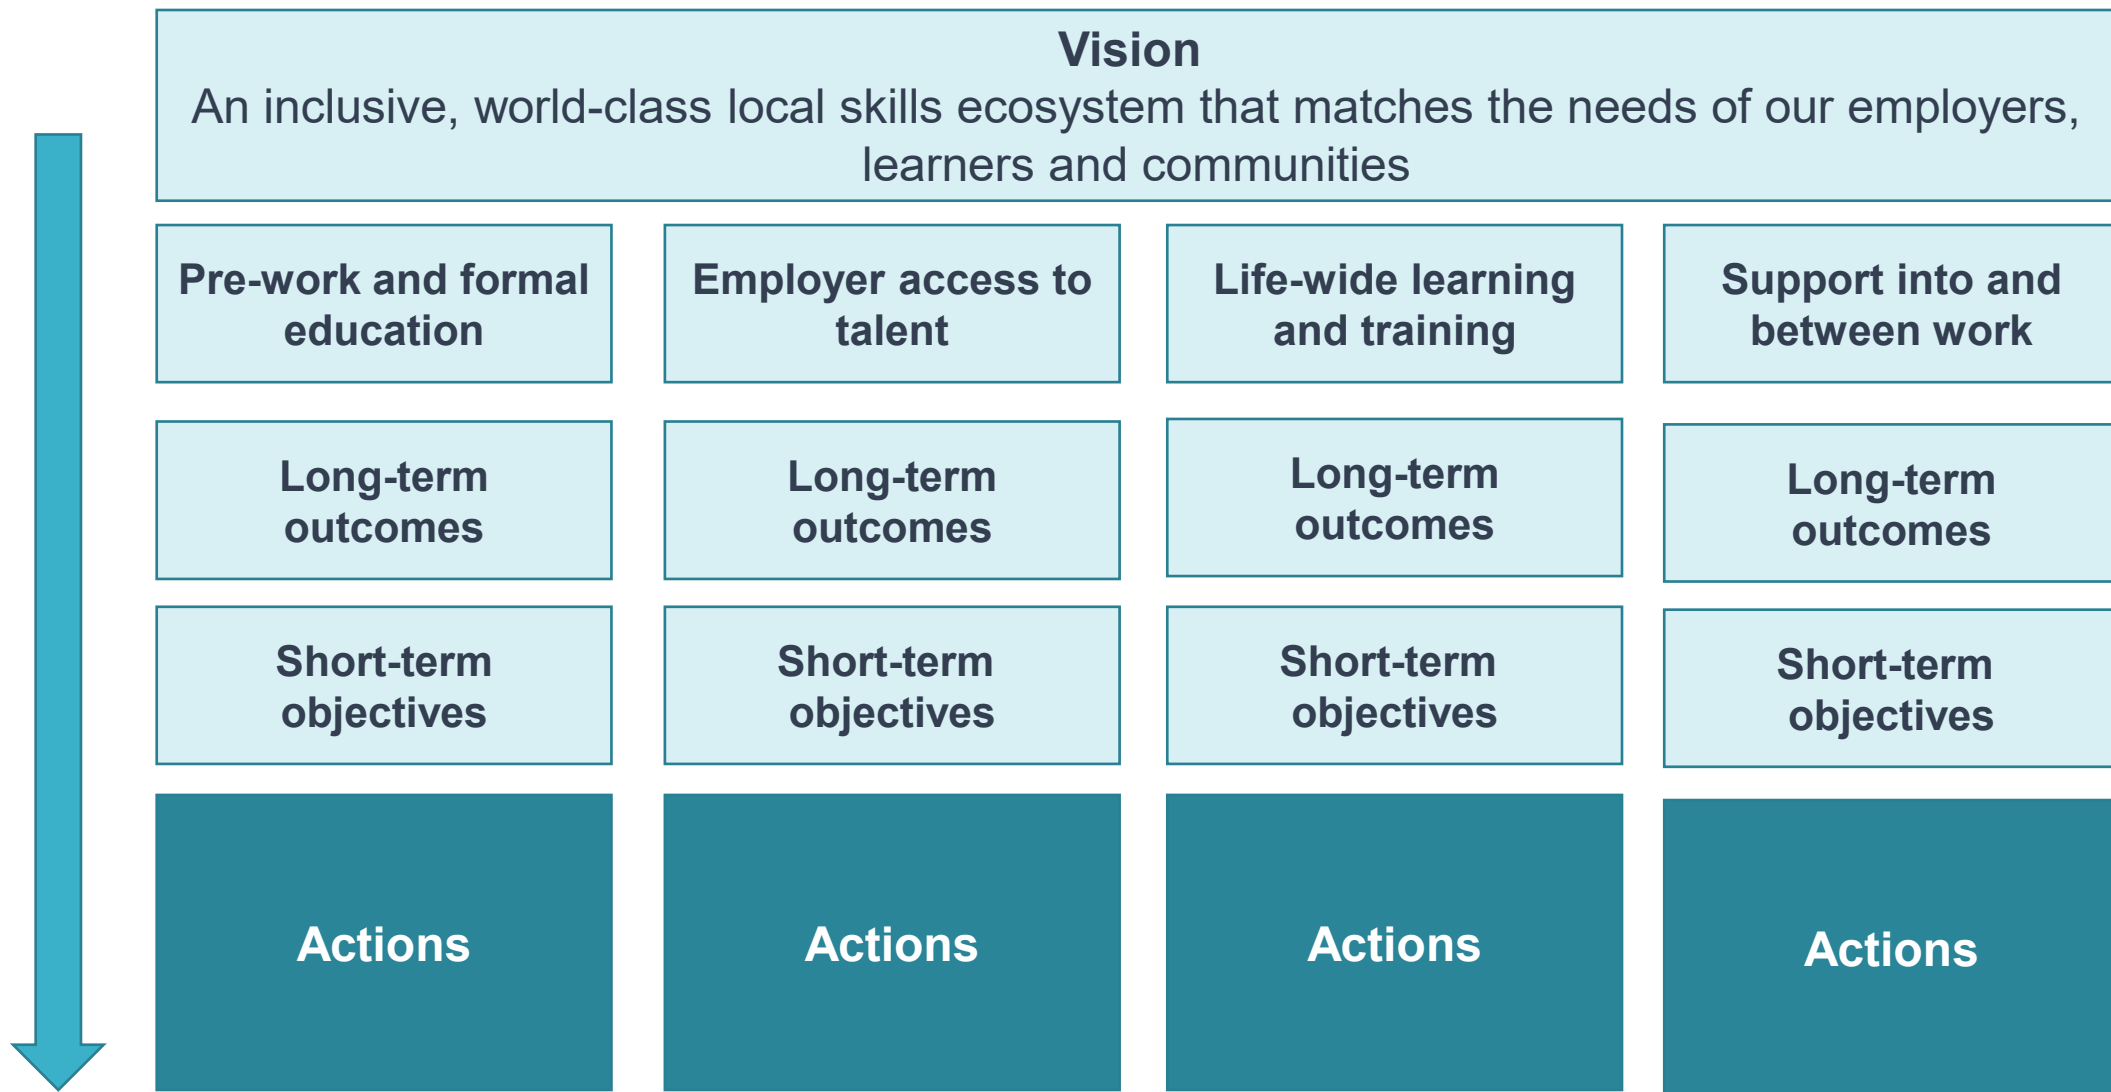 Vision
An inclusive, world-class local skills ecosystem that matches the needs of our employers,
learners and communities
Pre-work and formal
education
Employer access to
talent
Life-wide learning
and training
Support into and
between work
Long-term
outcomes
Long-term
outcomes
Long-term
outcomes
Long-term
outcomes
Short-term
objectives
Short-term
objectives
Short-term
objectives
Short-term
objectives
Actions
Actions
Actions
Actions